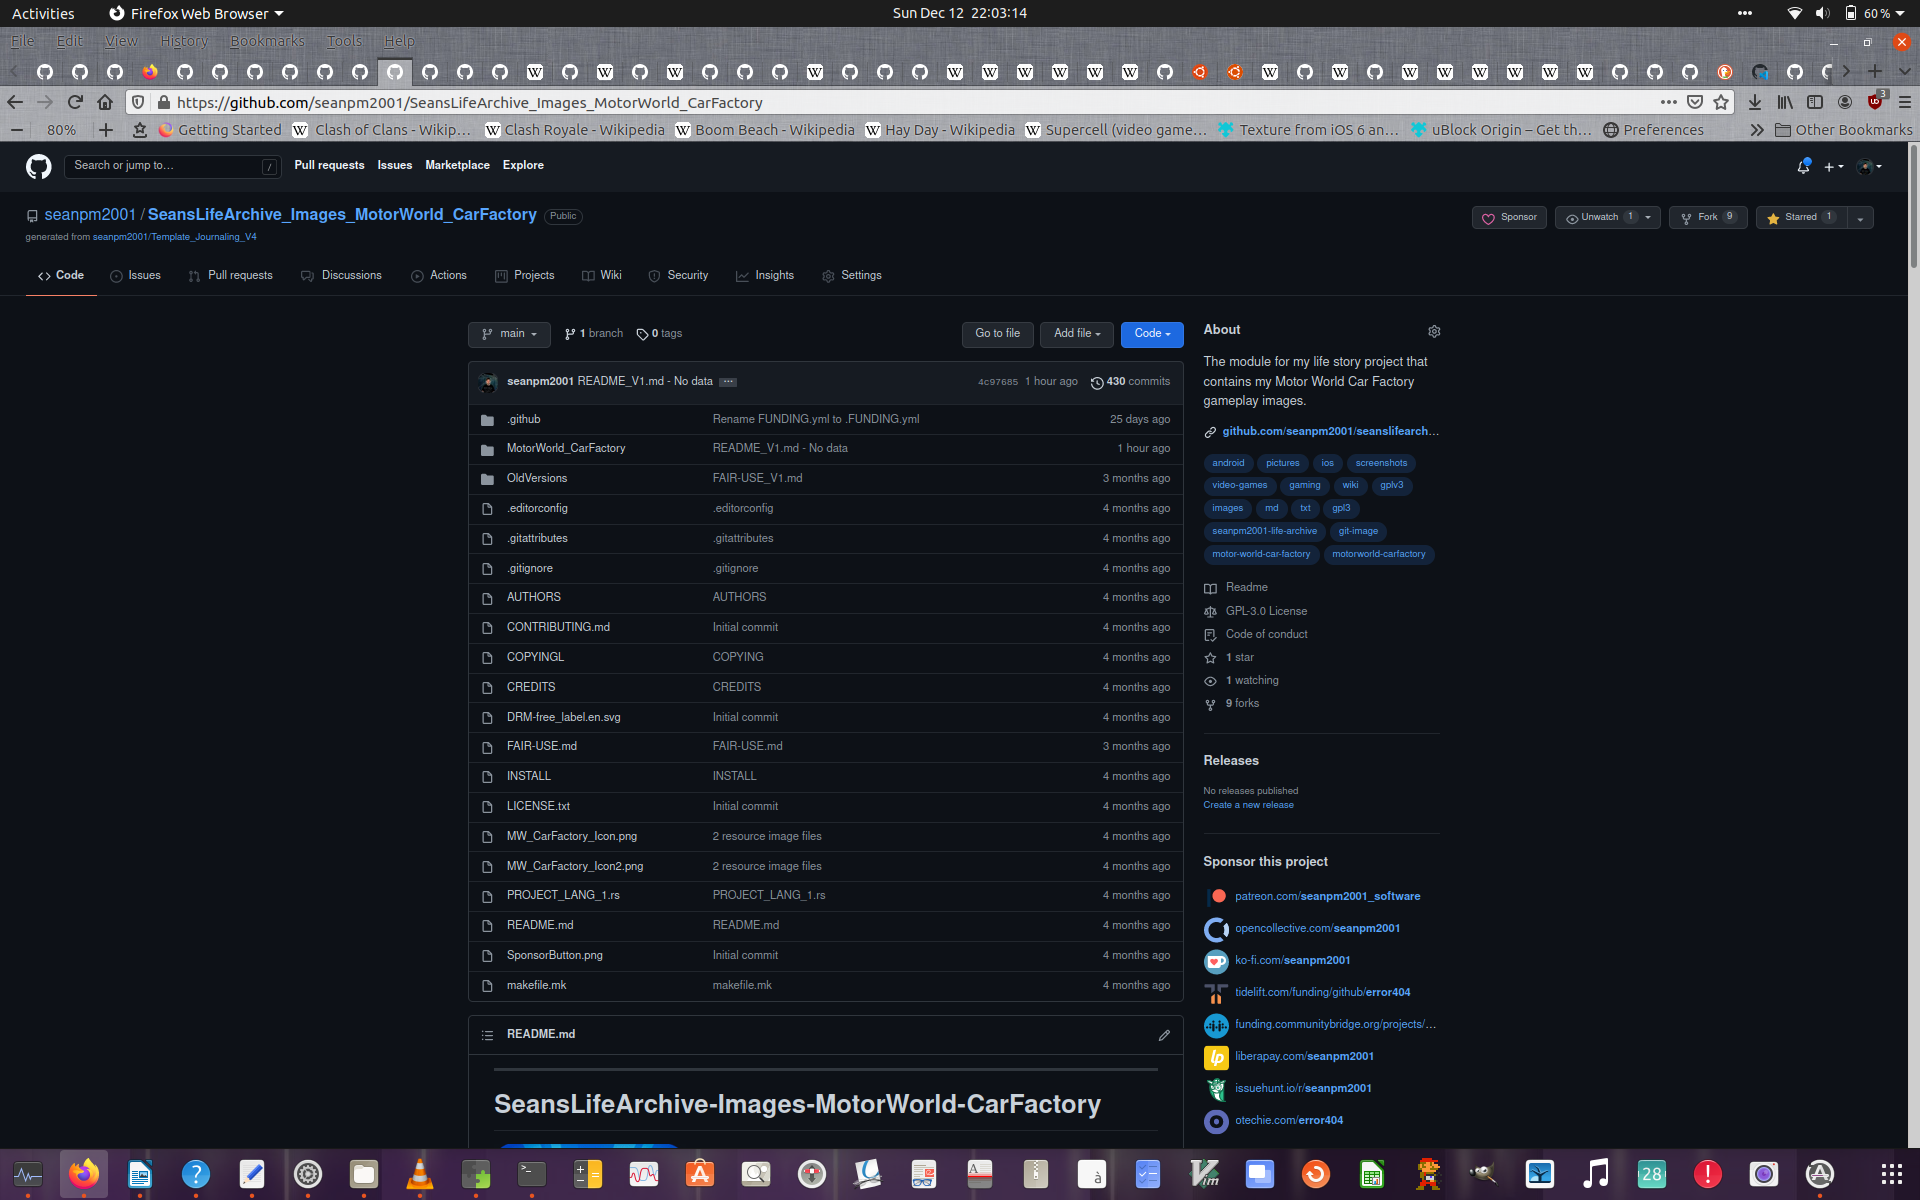 Activities Firefox Web Browser Sun Dec 12 22:03:14 60 %
File Edit View History Bookmarks Tools Help
https://github.com/seanpm2001/SeansLifeArchive_Images_MotorWorld_CarFactory 3
80% Getting Started Clash of Clans - Wikip… Clash Royale - Wikipedia Boom Beach - Wikipedia Hay Day - Wikipedia Supercell (video game… Texture from iOS 6 an… uBlock Origin – Get th… Preferences Other Bookmarks
Search or jump to… / Pull requests Issues Marketplace Explore
seanpm2001 / SeansLifeArchive_Images_MotorWorld_CarFactory Public Sponsor Unwatch 1 Fork 9 Starred 1
generated from seanpm2001/Template_Journaling_V4
Code Issues Pull requests Discussions Actions Projects Wiki Security Insights Settings
main 1 branch 0 tags Go to file Add file Code
seanpm2001 README_V1.md - No data 4c97685 1 hour ago 430 commits
.github Rename FUNDING.yml to .FUNDING.yml 25 days ago
MotorWorld_CarFactory README_V1.md - No data 1 hour ago
OldVersions FAIR-USE_V1.md 3 months ago
.editorconfig .editorconfig 4 months ago
.gitattributes .gitattributes 4 months ago
.gitignore .gitignore 4 months ago
AUTHORS AUTHORS 4 months ago
CONTRIBUTING.md Initial commit 4 months ago
COPYINGL COPYING 4 months ago
CREDITS CREDITS 4 months ago
DRM-free_label.en.svg Initial commit 4 months ago
FAIR-USE.md FAIR-USE.md 3 months ago
INSTALL INSTALL 4 months ago
LICENSE.txt Initial commit 4 months ago
MW_CarFactory_Icon.png 2 resource image files 4 months ago
MW_CarFactory_Icon2.png 2 resource image files 4 months ago
PROJECT_LANG_1.rs PROJECT_LANG_1.rs 4 months ago
README.md README.md 4 months ago
SponsorButton.png Initial commit 4 months ago
makefile.mk makefile.mk 4 months ago
README.md
SeansLifeArchive-Images-MotorWorld-CarFactory
About
The module for my life story project that
contains my Motor World Car Factory
gameplay images.
github.com/seanpm2001/seanslifearch…
android pictures ios screenshots
video-games gaming wiki gplv3
images md txt gpl3
seanpm2001-life-archive git-image
motor-world-car-factory motorworld-carfactory
Readme
GPL-3.0 License
Code of conduct
1 star
1 watching
9 forks
Releases
No releases published
Create a new release
Sponsor this project
patreon.com/seanpm2001_software
opencollective.com/seanpm2001
ko-fi.com/seanpm2001
tidelift.com/funding/github/error404
funding.communitybridge.org/projects/…
liberapay.com/seanpm2001
issuehunt.io/r/seanpm2001
otechie.com/error404
28